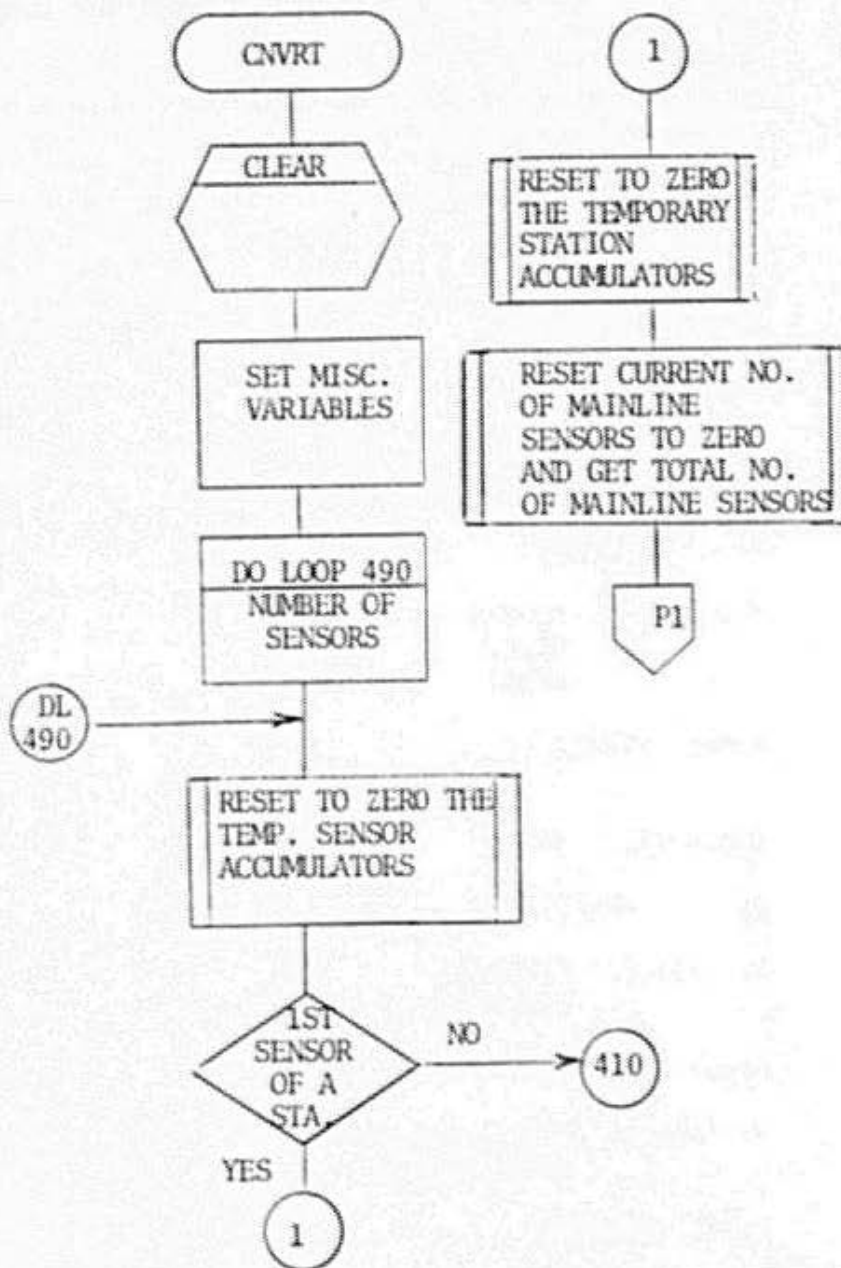 CNVRT
CLEAR
SET MISC.
VARIABLES
DO LOOP 490
NUMBER OF
SENSORS
DL
490
RESET TO ZERO THE
TEMP. SENSOR
ACCUMULATORS
1ST
SENSOR
OF A
STA.
NO
410
YES
1
1
RESET TO ZERO
THE TEMPORARY
STATION
ACCUMULATORS
RESET CURRENT NO.
OF MAINLINE
SENSORS TO ZERO
AND GET TOTAL NO.
OF MAINLINE SENSORS
P1